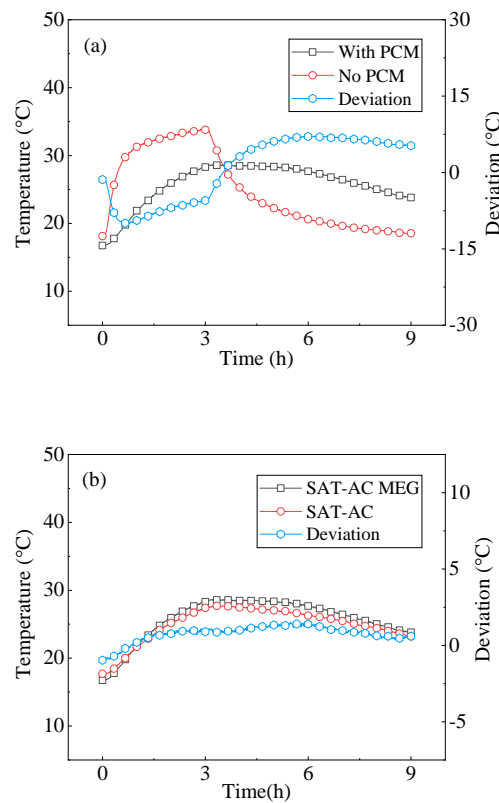 (a)
With PCM
No PCM
Deviation
50
40
30
20
10
30
15
0
-15
-30
Temperature (°C)
Deviation (°C)
0 3 6 9
Time (h)
(b)
SAT-AC MEG
SAT-AC
Deviation
50
40
30
20
10
10
5
0
-5
Temperature (°C)
Deviation (°C)
0 3 6 9
Time(h)